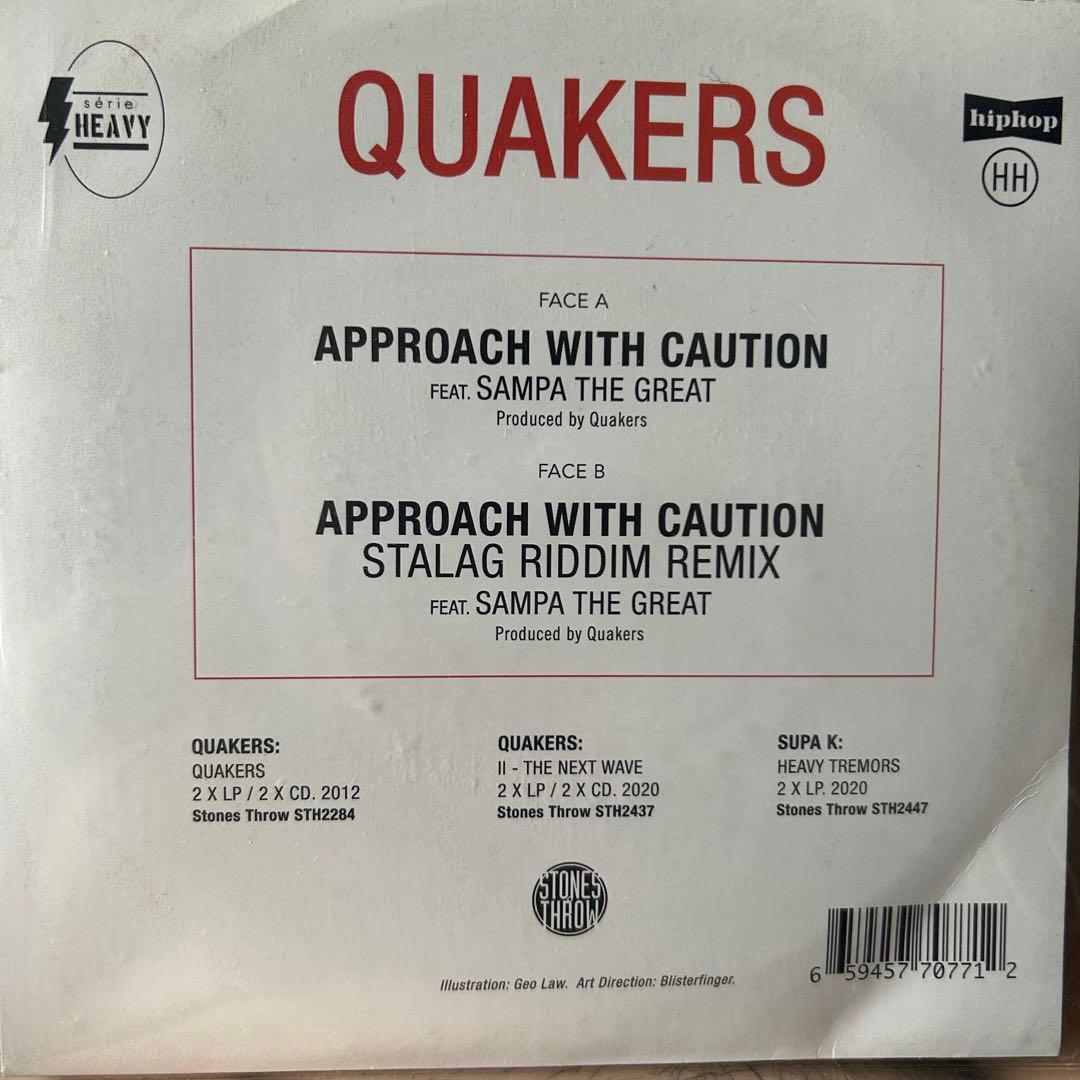 série
HEAVY
QUAKERS
hiphop
HH
FACE A
APPROACH WITH CAUTION
FEAT. SAMPA THE GREAT
Produced by Quakers
FACE B
APPROACH WITH CAUTION
STALAG RIDDIM REMIX
FEAT. SAMPA THE GREAT
Produced by Quakers
QUAKERS:
QUAKERS
2 X LP / 2 X CD. 2012
Stones Throw STH2284
QUAKERS:
II - THE NEXT WAVE
2 X LP / 2 X CD. 2020
Stones Throw STH2437
SUPA K:
HEAVY TREMORS
2 X LP. 2020
Stones Throw STH2447
STONES
THROW
6 59457 70771 2
Illustration: Geo Law. Art Direction: Blisterfinger.